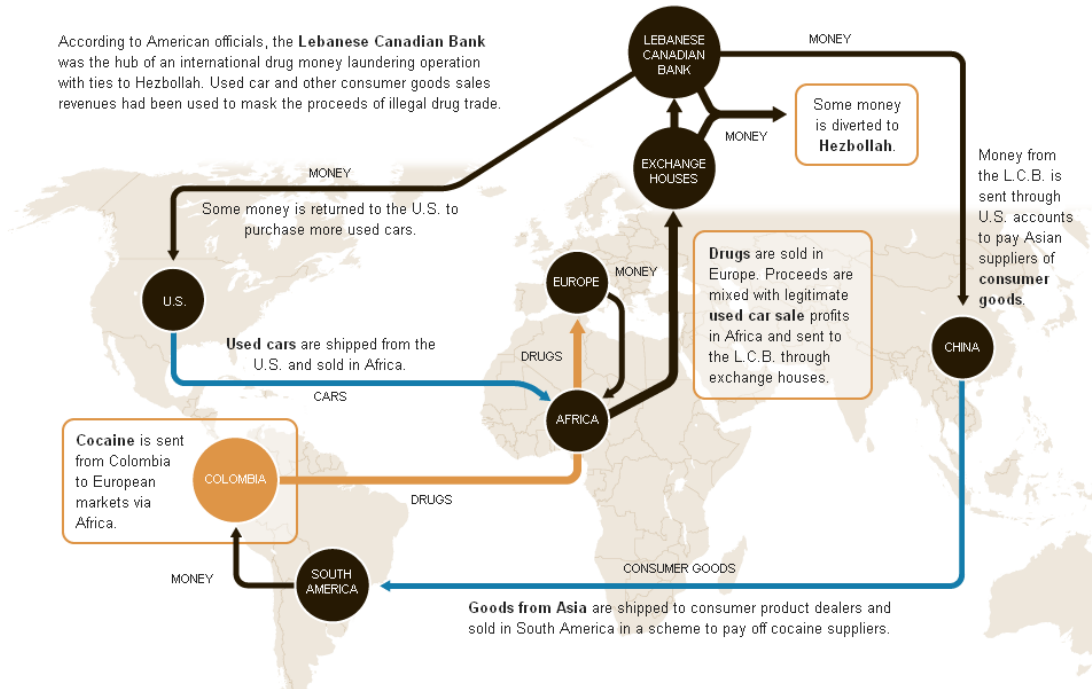 According to American officials, the Lebanese Canadian Bank
was the hub of an international drug money laundering operation
with ties to Hezbollah. Used car and other consumer goods sales
revenues had been used to mask the proceeds of illegal drug trade.
LEBANESE
CANADIAN
BANK
MONEY
Some money
is diverted to
Hezbollah.
MONEY
EXCHANGE
HOUSES
MONEY
Some money is returned to the U.S. to
purchase more used cars.
Money from
the L.C.B. is
sent through
U.S. accounts
to pay Asian
suppliers of
consumer
goods.
Drugs are sold in
Europe. Proceeds are
mixed with legitimate
used car sale profits
in Africa and sent to
the L.C.B. through
exchange houses.
EUROPE
MONEY
U.S.
CHINA
Used cars are shipped from the
U.S. and sold in Africa.
DRUGS
CARS
AFRICA
Cocaine is sent
from Colombia
to European
markets via
Africa.
COLOMBIA
DRUGS
CONSUMER GOODS
MONEY
SOUTH
AMERICA
Goods from Asia are shipped to consumer product dealers and
sold in South America in a scheme to pay off cocaine suppliers.